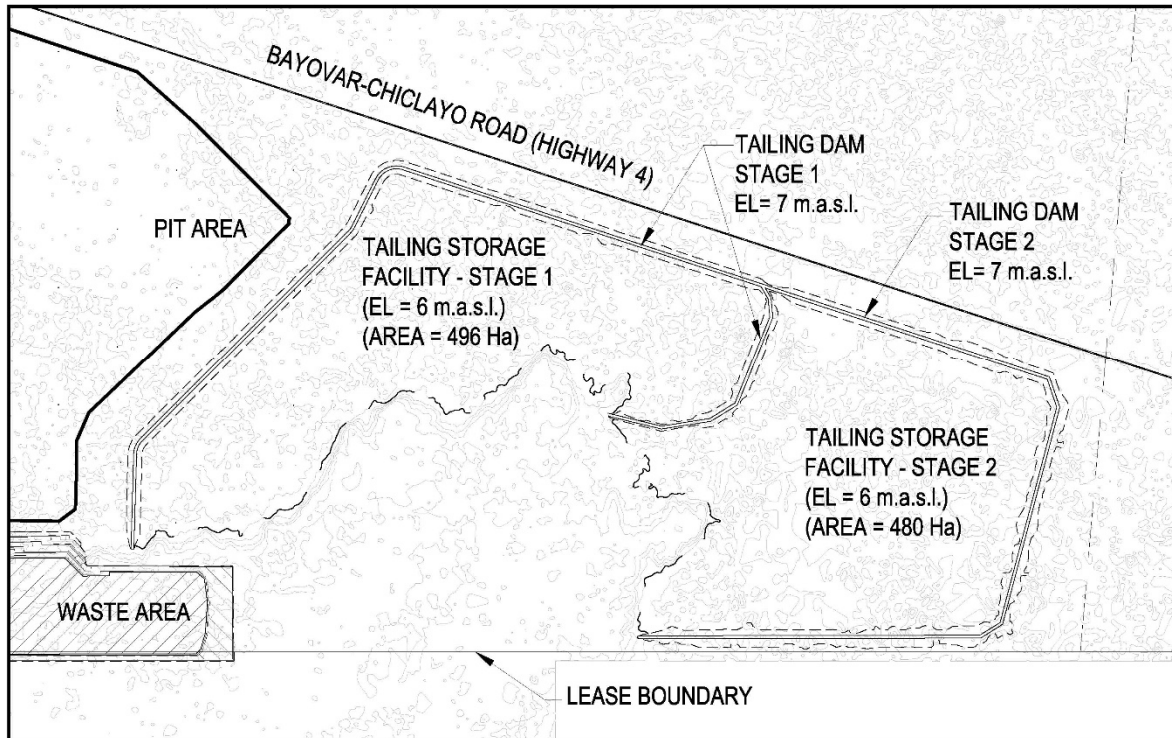 BAYOVAR-CHICLAYO ROAD (HIGHWAY 4)
TAILING DAM
STAGE 1
EL= 7 m.a.s.l.
TAILING DAM
STAGE 2
EL= 7 m.a.s.l.
PIT AREA
TAILING STORAGE
FACILITY - STAGE 1
(EL = 6 m.a.s.l.)
(AREA = 496 Ha)
TAILING STORAGE
FACILITY - STAGE 2
(EL = 6 m.a.s.l.)
(AREA = 480 Ha)
WASTE AREA
LEASE BOUNDARY